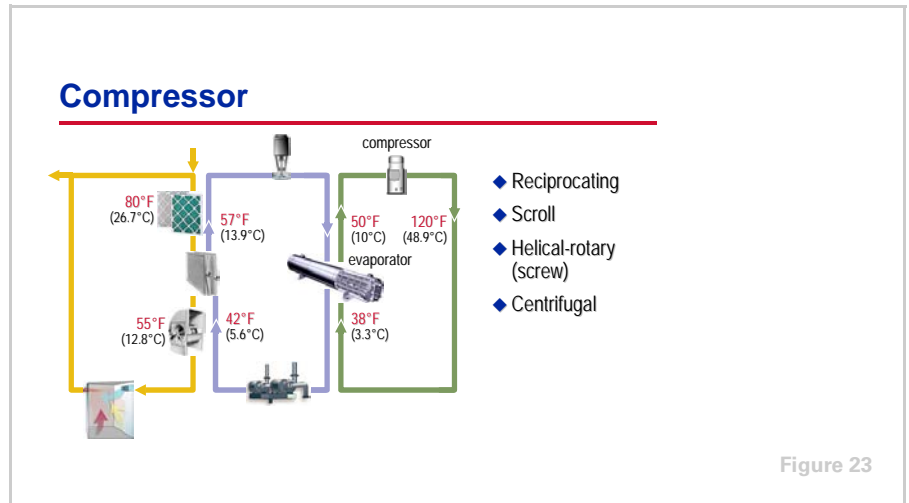 Compressor
compressor
80°F
(26.7°C)
57°F
(13.9°C)
50°F
(10°C)
120°F
(48.9°C)
evaporator
55°F
(12.8°C)
42°F
(5.6°C)
38°F
(3.3°C)
◆ Reciprocating
◆ Scroll
◆ Helical-rotary
(screw)
◆ Centrifugal
Figure 23